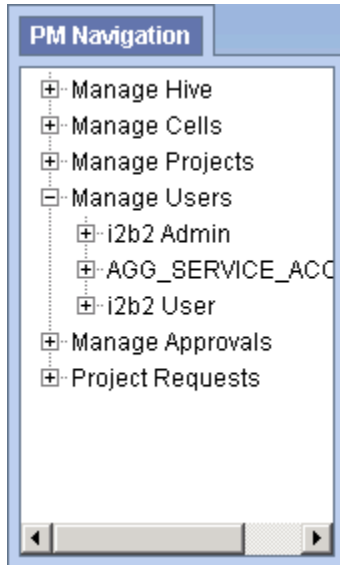 PM Navigation
Manage Hive
Manage Cells
Manage Projects
Manage Users
i2b2 Admin
AGG_SERVICE_ACC
i2b2 User
Manage Approvals
Project Requests